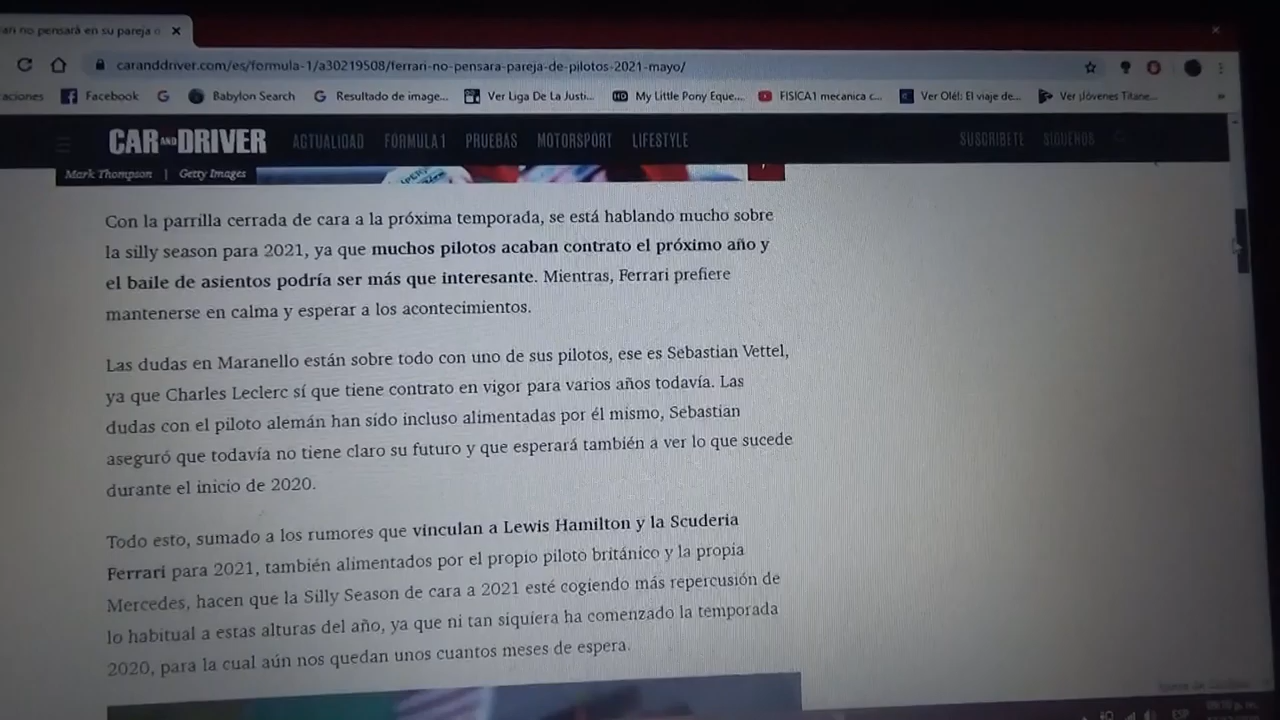 an no pensará en su pareja
caranddriver.com/es/formula-1/a30219508/ferrari-no-pensara-pareja-de-pilotos-2021-mayo/
aciones
Facebook
Babylon Search
Resultado de image...
Ver Liga De La Justi...
My Little Pony Eque...
FISICA1 mecanica c...
Ver Olé!: El viaje de...
Ver ¡Jóvenes Titane...
CAR AND DRIVER
ACTUALIDAD
FÓRMULA 1
PRUEBAS
MOTORSPORT
LIFESTYLE
SUSCRIBETE
SIGUENOS
Mark Thompson | Getty Images
Con la parrilla cerrada de cara a la próxima temporada, se está hablando mucho sobre
la silly season para 2021, ya que muchos pilotos acaban contrato el próximo año y
el baile de asientos podría ser más que interesante. Mientras, Ferrari prefiere
mantenerse en calma y esperar a los acontecimientos.
Las dudas en Maranello están sobre todo con uno de sus pilotos, ese es Sebastian Vettel,
ya que Charles Leclerc sí que tiene contrato en vigor para varios años todavía. Las
dudas con el piloto alemán han sido incluso alimentadas por él mismo, Sebastian
aseguró que todavía no tiene claro su futuro y que esperará también a ver lo que sucede
durante el inicio de 2020.
Todo esto, sumado a los rumores que vinculan a Lewis Hamilton y la Scuderia
Ferrari para 2021, también alimentados por el propio piloto británico y la propia
Mercedes, hacen que la Silly Season de cara a 2021 esté cogiendo más repercusión de
lo habitual a estas alturas del año, ya que ni tan siquiera ha comenzado la temporada
2020, para la cual aún nos quedan unos cuantos meses de espera.
ESP